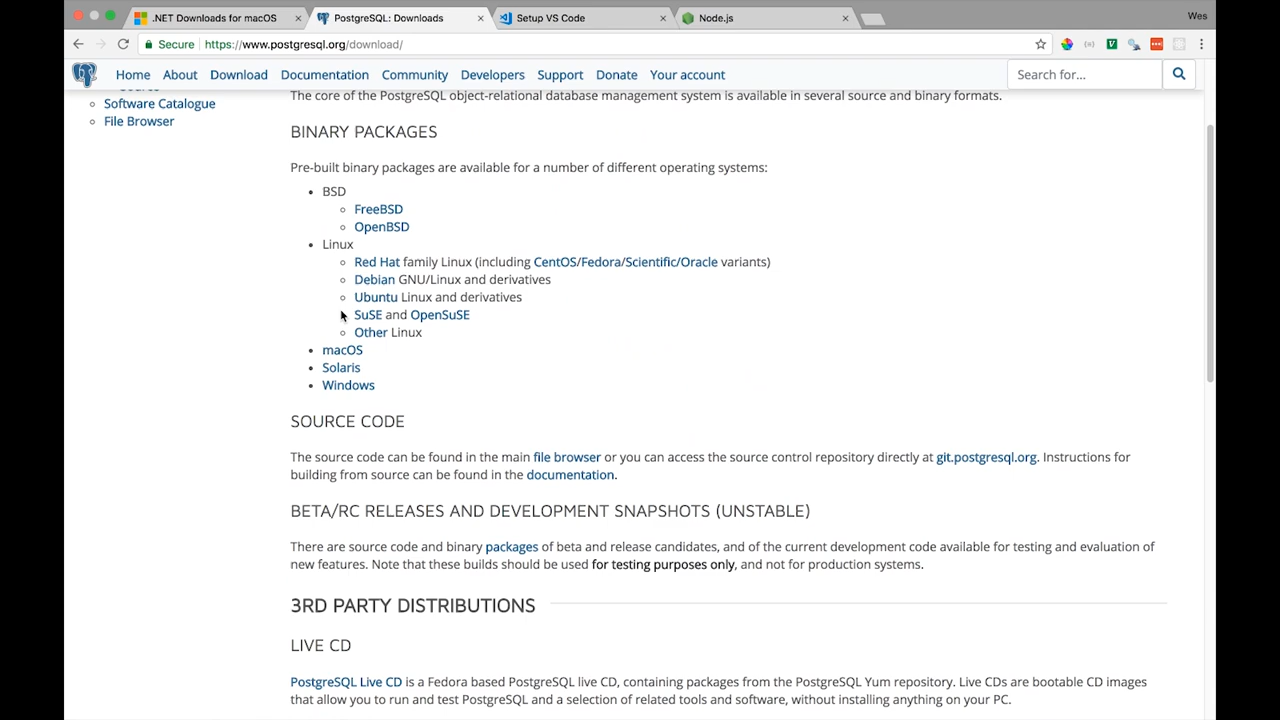 .NET Downloads for macOS
PostgreSQL: Downloads
Setup VS Code
Node.js
Wes
Secure
https://www.postgresql.org/download/
Home About Download Documentation Community Developers Support Donate Your account
Search for...
Software Catalogue
File Browser
The core of the PostgreSQL object-relational database management system is available in several source and binary formats.
BINARY PACKAGES
Pre-built binary packages are available for a number of different operating systems:
BSD
FreeBSD
OpenBSD
Linux
Red Hat family Linux (including CentOS/Fedora/Scientific/Oracle variants)
Debian GNU/Linux and derivatives
Ubuntu Linux and derivatives
SuSE and OpenSuSE
Other Linux
macOS
Solaris
Windows
SOURCE CODE
The source code can be found in the main file browser or you can access the source control repository directly at git.postgresql.org. Instructions for
building from source can be found in the documentation.
BETA/RC RELEASES AND DEVELOPMENT SNAPSHOTS (UNSTABLE)
There are source code and binary packages of beta and release candidates, and of the current development code available for testing and evaluation of
new features. Note that these builds should be used for testing purposes only, and not for production systems.
3RD PARTY DISTRIBUTIONS
LIVE CD
PostgreSQL Live CD is a Fedora based PostgreSQL live CD, containing packages from the PostgreSQL Yum repository. Live CDs are bootable CD images
that allow you to run and test PostgreSQL and a selection of related tools and software, without installing anything on your PC.